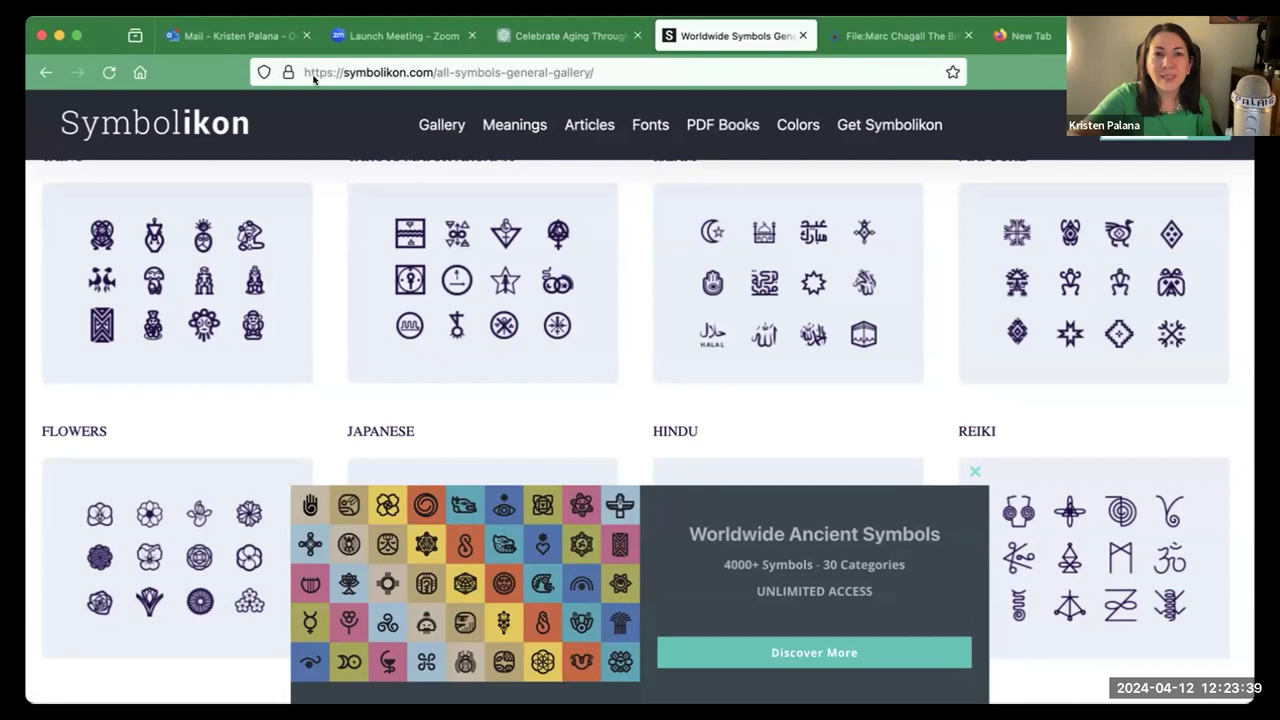 Mail - Kristen Palana - O
Launch Meeting - Zoom
Celebrate Aging Throug
Worldwide Symbols Gene
File:Marc Chagall The Bi
New Tab
https://symbolikon.com/all-symbols-general-gallery/
Symbolikon
Gallery
Meanings
Articles
Fonts
PDF Books
Colors
Get Symbolikon
PALANA
Kristen Palana
HALAL
FLOWERS
JAPANESE
HINDU
REIKI
Worldwide Ancient Symbols
4000+ Symbols - 30 Categories
UNLIMITED ACCESS
Discover More
2024-04-12 12:23:39